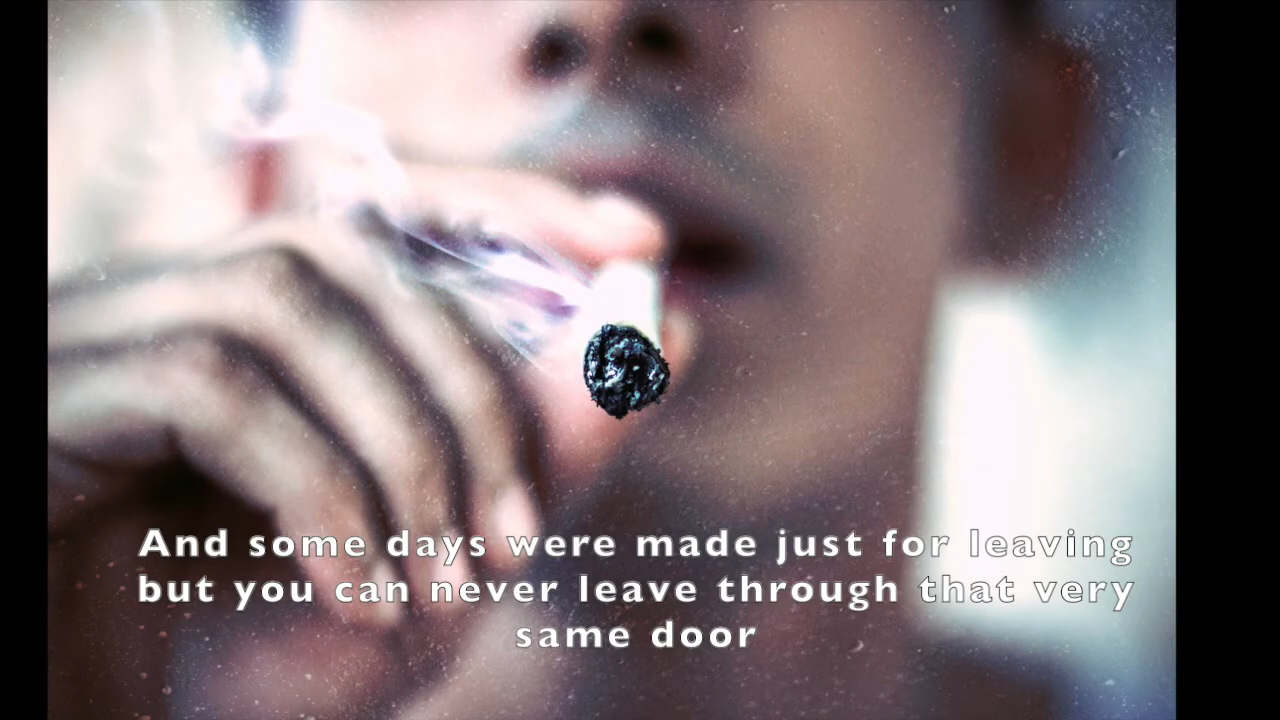 And some days were made just for leaving
but you can never leave through that very
same door